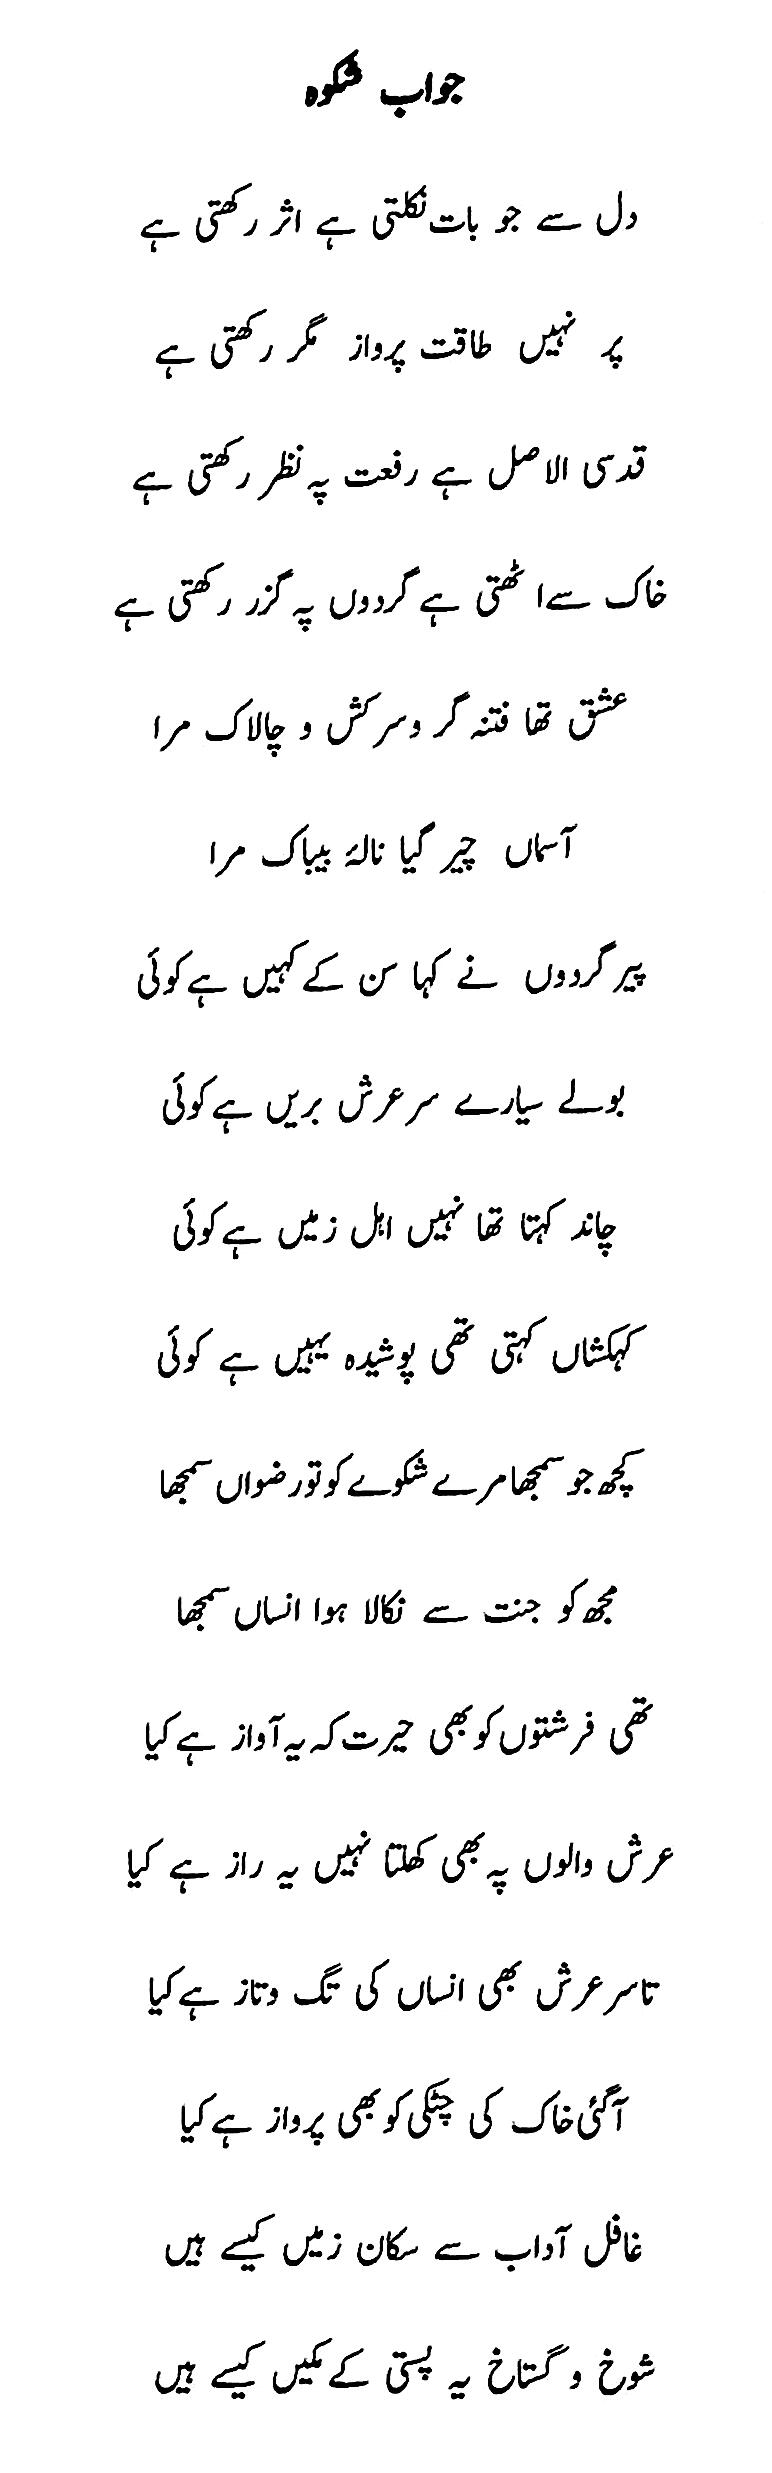 جواب شکوہ
دل سے جو بات نکلتی ہے اثر رکھتی ہے
پر نہیں طاقت پرواز مگر رکھتی ہے
قدسی الاصل ہے رفعت پہ نظر رکھتی ہے
خاک سے اٹھتی ہے گردوں پہ گزر رکھتی ہے
عشق تھا فتنہ گر و سرکش و چالاک مرا
آسماں چیر گیا نالۂ بیباک مرا
پیر گردوں نے کہا سن کے کہیں ہے کوئی
بولے سیارے سر عرش بریں ہے کوئی
چاند کہتا تھا نہیں اہل زمیں ہے کوئی
کہکشاں کہتی تھی پوشیدہ یہیں ہے کوئی
کچھ جو سمجھا مرے شکوے کو تو رضواں سمجھا
مجھ کو جنت سے نکالا ہوا انساں سمجھا
تھی فرشتوں کو بھی حیرت کہ یہ آواز ہے کیا
عرش والوں پہ بھی کھلتا نہیں یہ راز ہے کیا
تا سر عرش بھی انساں کی تگ و تاز ہے کیا
آ گئی خاک کی چٹکی کو بھی پرواز ہے کیا
غافل آداب سے سکان زمیں کیسے ہیں
شوخ و گستاخ یہ پستی کے مکیں کیسے ہیں